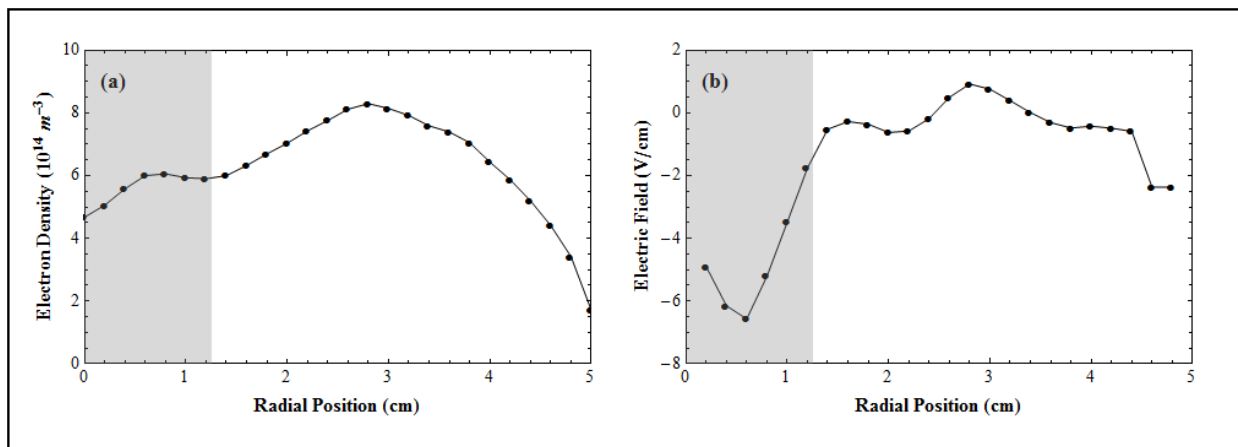 (a)
Electron Density (10^14 m^−3)
10
8
6
4
2
0
0 1 2 3 4 5
Radial Position (cm)
(b)
Electric Field (V/cm)
2
0
−2
−4
−6
−8
0 1 2 3 4 5
Radial Position (cm)